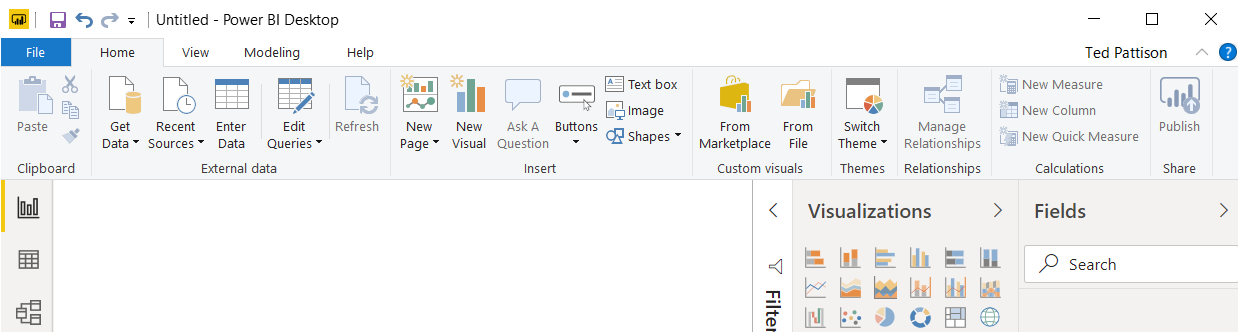 Untitled - Power BI Desktop
File Home View Modeling Help Ted Pattison ?
Paste
Get Data
Recent Sources
Enter Data
Edit Queries
Refresh
New Page
New Visual
Ask A Question
Buttons
Text box
Image
Shapes
From Marketplace
From File
Switch Theme
Manage Relationships
New Measure
New Column
New Quick Measure
Publish
Clipboard External data Insert Custom visuals Themes Relationships Calculations Share
Filter
Visualizations
Fields
Search